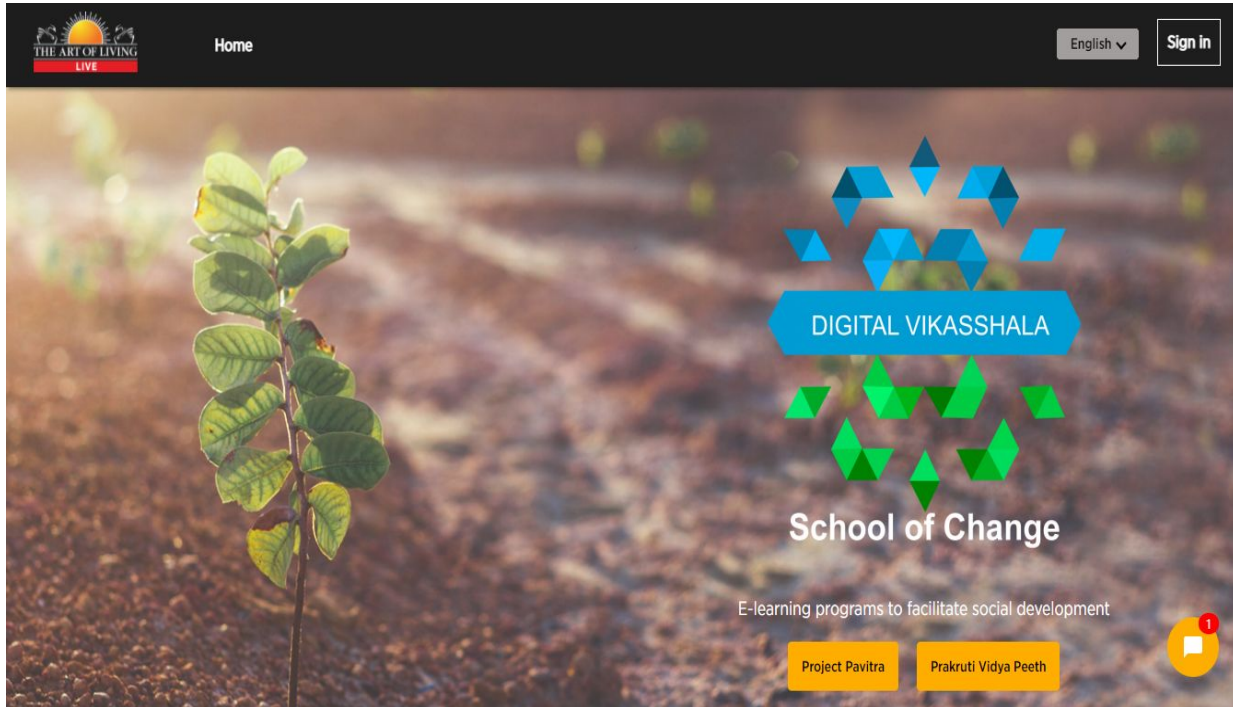 THE ART OF LIVING
LIVE
Home
English
Sign in
DIGITAL VIKASSHALA
School of Change
E-learning programs to facilitate social development
Project Pavitra
Prakruti Vidya Peeth
1